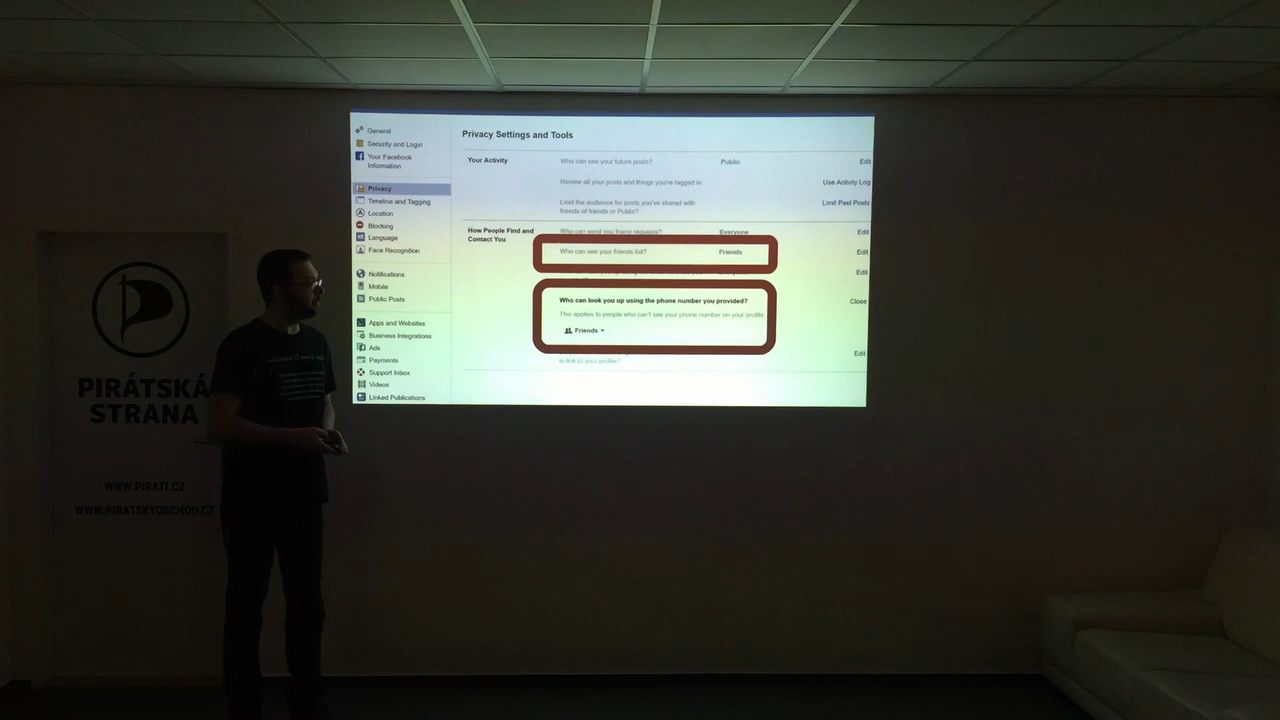 General
Security and Login
Your Facebook
Information
Privacy
Timeline and Tagging
Location
Blocking
Language
Face Recognition
Notifications
Mobile
Public Posts
Apps and Websites
Business Integrations
Ads
Payments
Support Inbox
Videos
Linked Publications
Privacy Settings and Tools
Your Activity
Who can see your future posts? Public Edit
Review all your posts and things you're tagged in Use Activity Log
Limit the audience for posts you've shared with
friends of friends or Public? Limit Past Posts
How People Find and
Contact You
Who can send you friend requests? Everyone Edit
Who can see your friends list? Friends Edit
Edit
Who can look you up using the phone number you provided? Close
This applies to people who can't see your phone number on your profile.
Friends
Edit
to link to your profile?
PIRÁTSKÁ
STRANA
WWW.PIRATI.CZ
WWW.PIRATSKYOBCHOD.CZ